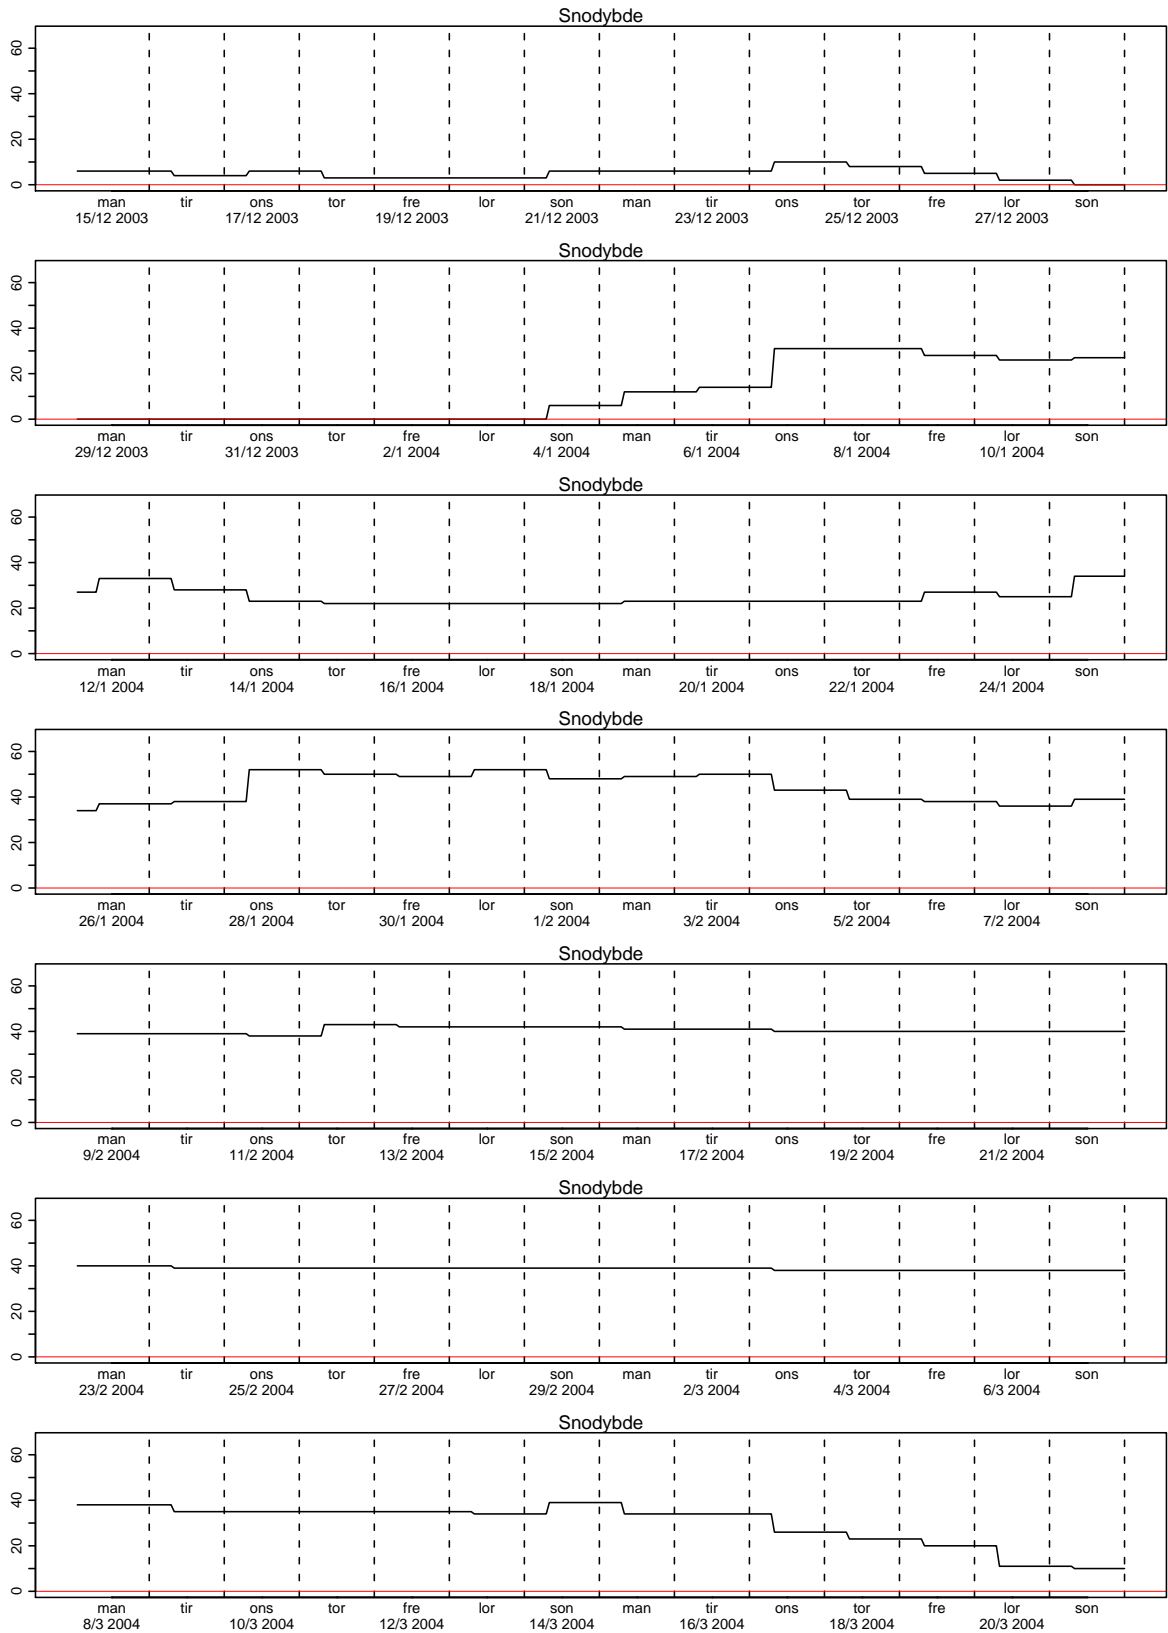 Snodybde
60
40
20
0
man tir ons tor fre lor son man tir ons tor fre lor son
15/12 2003 17/12 2003 19/12 2003 21/12 2003 23/12 2003 25/12 2003 27/12 2003
Snodybde
60
40
20
0
man tir ons tor fre lor son man tir ons tor fre lor son
29/12 2003 31/12 2003 2/1 2004 4/1 2004 6/1 2004 8/1 2004 10/1 2004
Snodybde
60
40
20
0
man tir ons tor fre lor son man tir ons tor fre lor son
12/1 2004 14/1 2004 16/1 2004 18/1 2004 20/1 2004 22/1 2004 24/1 2004
Snodybde
60
40
20
0
man tir ons tor fre lor son man tir ons tor fre lor son
26/1 2004 28/1 2004 30/1 2004 1/2 2004 3/2 2004 5/2 2004 7/2 2004
Snodybde
60
40
20
0
man tir ons tor fre lor son man tir ons tor fre lor son
9/2 2004 11/2 2004 13/2 2004 15/2 2004 17/2 2004 19/2 2004 21/2 2004
Snodybde
60
40
20
0
man tir ons tor fre lor son man tir ons tor fre lor son
23/2 2004 25/2 2004 27/2 2004 29/2 2004 2/3 2004 4/3 2004 6/3 2004
Snodybde
60
40
20
0
man tir ons tor fre lor son man tir ons tor fre lor son
8/3 2004 10/3 2004 12/3 2004 14/3 2004 16/3 2004 18/3 2004 20/3 2004